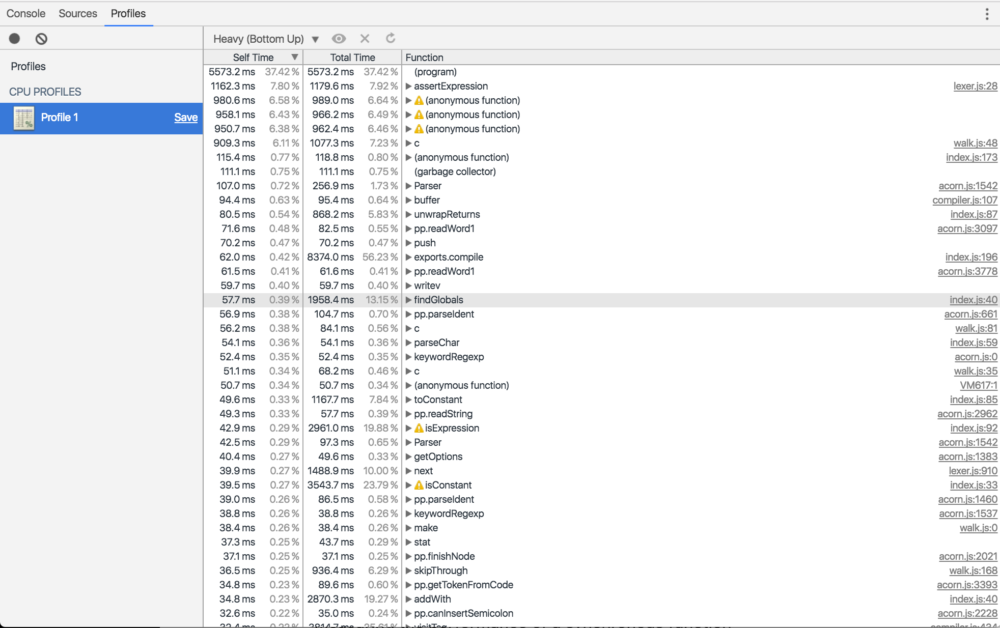 Console Sources Profiles
Heavy (Bottom Up) ▼
Profiles
CPU PROFILES
Profile 1 Save
Self Time ▼ Total Time Function
5573.2 ms 37.42 % 5573.2 ms 37.42 % (program)
1162.3 ms 7.80 % 1179.6 ms 7.92 % assertExpression lexer.js:28
980.6 ms 6.58 % 989.0 ms 6.64 % (anonymous function)
958.1 ms 6.43 % 966.2 ms 6.49 % (anonymous function)
950.7 ms 6.38 % 962.4 ms 6.46 % (anonymous function)
909.3 ms 6.11 % 1077.3 ms 7.23 % c walk.js:48
115.4 ms 0.77 % 118.8 ms 0.80 % (anonymous function) index.js:173
111.1 ms 0.75 % 111.1 ms 0.75 % (garbage collector)
107.0 ms 0.72 % 256.9 ms 1.73 % Parser acorn.js:1542
94.4 ms 0.63 % 95.4 ms 0.64 % buffer compiler.js:107
80.5 ms 0.54 % 868.2 ms 5.83 % unwrapReturns index.js:87
71.6 ms 0.48 % 82.5 ms 0.55 % pp.readWord1 acorn.js:3097
70.2 ms 0.47 % 70.2 ms 0.47 % push
62.0 ms 0.42 % 8374.0 ms 56.23 % exports.compile index.js:196
61.5 ms 0.41 % 61.6 ms 0.41 % pp.readWord1 acorn.js:3778
59.7 ms 0.40 % 59.7 ms 0.40 % writev
57.7 ms 0.39 % 1958.4 ms 13.15 % findGlobals index.js:40
56.9 ms 0.38 % 104.7 ms 0.70 % pp.parseIdent acorn.js:661
56.2 ms 0.38 % 84.1 ms 0.56 % c walk.js:81
54.1 ms 0.36 % 54.1 ms 0.36 % parseChar index.js:59
52.4 ms 0.35 % 52.4 ms 0.35 % keywordRegexp acorn.js:0
51.1 ms 0.34 % 68.2 ms 0.46 % c walk.js:35
50.7 ms 0.34 % 50.7 ms 0.34 % (anonymous function) VM617:1
49.6 ms 0.33 % 1167.7 ms 7.84 % toConstant index.js:85
49.3 ms 0.33 % 57.7 ms 0.39 % pp.readString acorn.js:2962
42.9 ms 0.29 % 2961.0 ms 19.88 % isExpression index.js:92
42.5 ms 0.29 % 97.3 ms 0.65 % Parser acorn.js:1542
40.4 ms 0.27 % 49.6 ms 0.33 % getOptions acorn.js:1383
39.9 ms 0.27 % 1488.9 ms 10.00 % next lexer.js:910
39.5 ms 0.27 % 3543.7 ms 23.79 % isConstant index.js:33
39.0 ms 0.26 % 86.5 ms 0.58 % pp.parseIdent acorn.js:1460
38.8 ms 0.26 % 38.8 ms 0.26 % keywordRegexp acorn.js:1537
38.4 ms 0.26 % 38.4 ms 0.26 % make walk.js:0
37.3 ms 0.25 % 43.7 ms 0.29 % stat
37.1 ms 0.25 % 37.1 ms 0.25 % pp.finishNode acorn.js:2021
36.5 ms 0.25 % 936.4 ms 6.29 % skipThrough walk.js:168
34.8 ms 0.23 % 89.6 ms 0.60 % pp.getTokenFromCode acorn.js:3393
34.8 ms 0.23 % 2870.3 ms 19.27 % addWith index.js:40
32.6 ms 0.22 % 35.0 ms 0.24 % pp.canInsertSemicolon acorn.js:2228